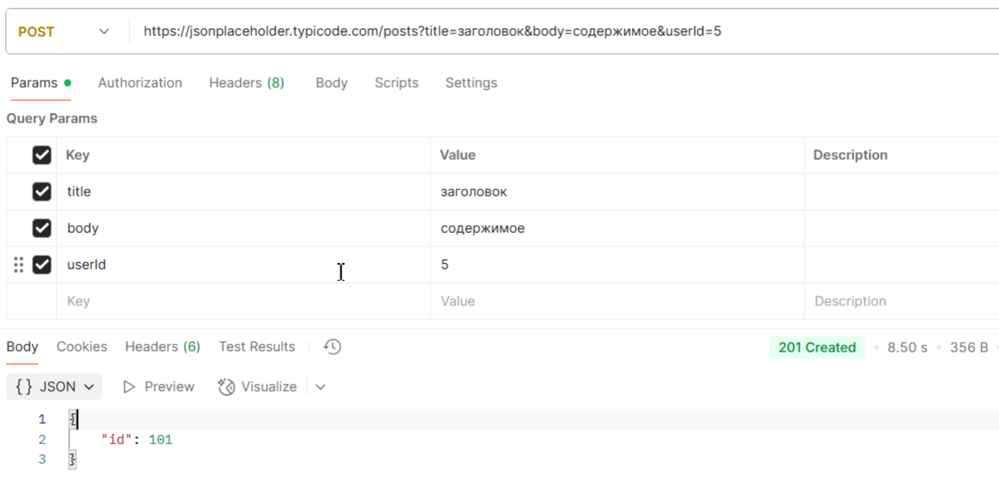 POST https://jsonplaceholder.typicode.com/posts?title=заголовок&body=содержимое&userId=5
Params Authorization Headers (8) Body Scripts Settings
Query Params
Key Value Description
title заголовок
body содержимое
userId 5
Key Value Description
Body Cookies Headers (6) Test Results 201 Created • 8.50 s • 356 B
{} JSON Preview Visualize
1 {
2 "id": 101
3 }